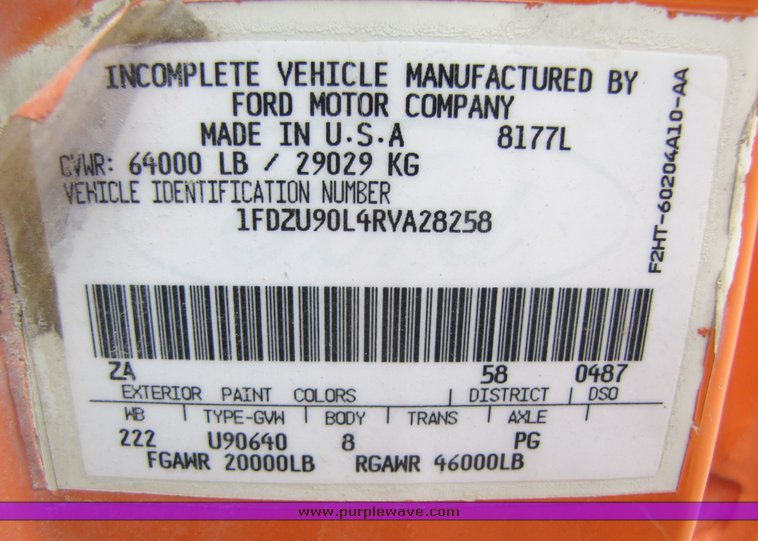 INCOMPLETE VEHICLE MANUFACTURED BY
FORD MOTOR COMPANY
MADE IN U.S.A 8177L
GVWR: 64000 LB / 29029 KG
VEHICLE IDENTIFICATION NUMBER
1FDZU90L4RVA28258
F2HT-60204A10-AA
ZA 58 0487
EXTERIOR PAINT COLORS | DISTRICT | DSO
WB | TYPE-GVW | BODY | TRANS | AXLE
222 U90640 8 PG
FGAWR 20000LB RGAWR 46000LB
www.purplewave.com